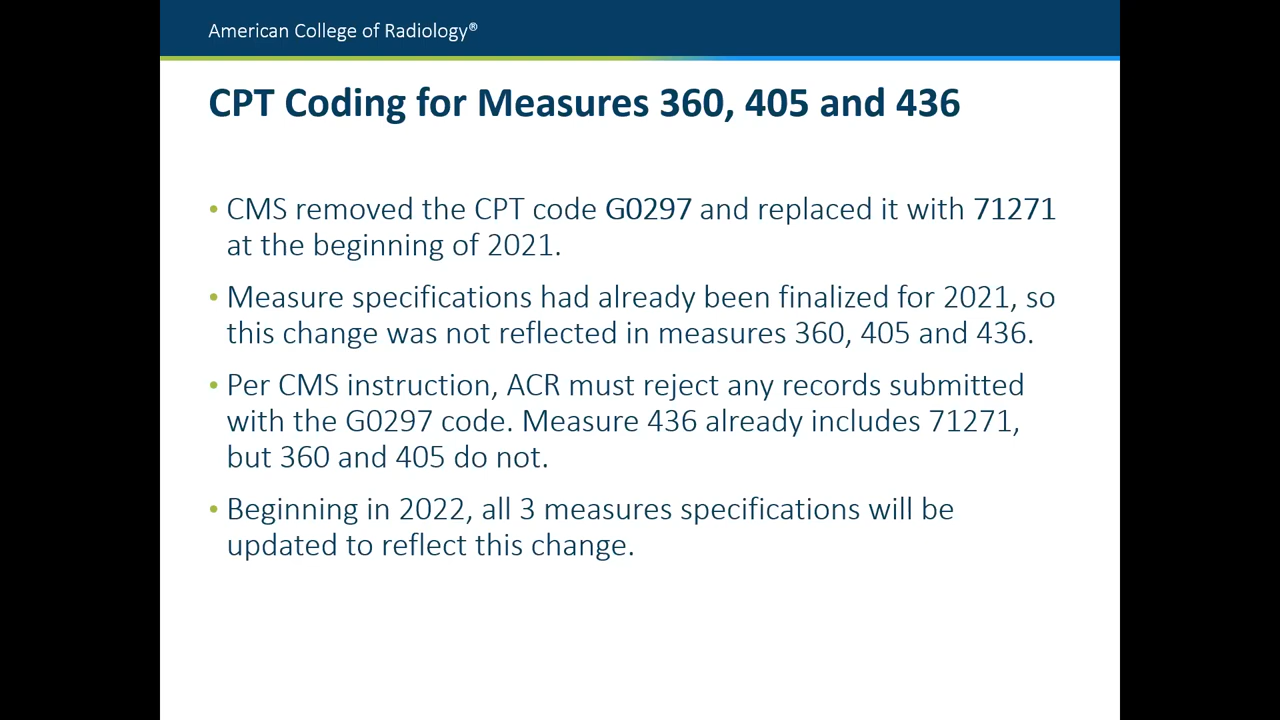 American College of Radiology®
CPT Coding for Measures 360, 405 and 436
• CMS removed the CPT code G0297 and replaced it with 71271
at the beginning of 2021.
• Measure specifications had already been finalized for 2021, so
this change was not reflected in measures 360, 405 and 436.
• Per CMS instruction, ACR must reject any records submitted
with the G0297 code. Measure 436 already includes 71271,
but 360 and 405 do not.
• Beginning in 2022, all 3 measures specifications will be
updated to reflect this change.